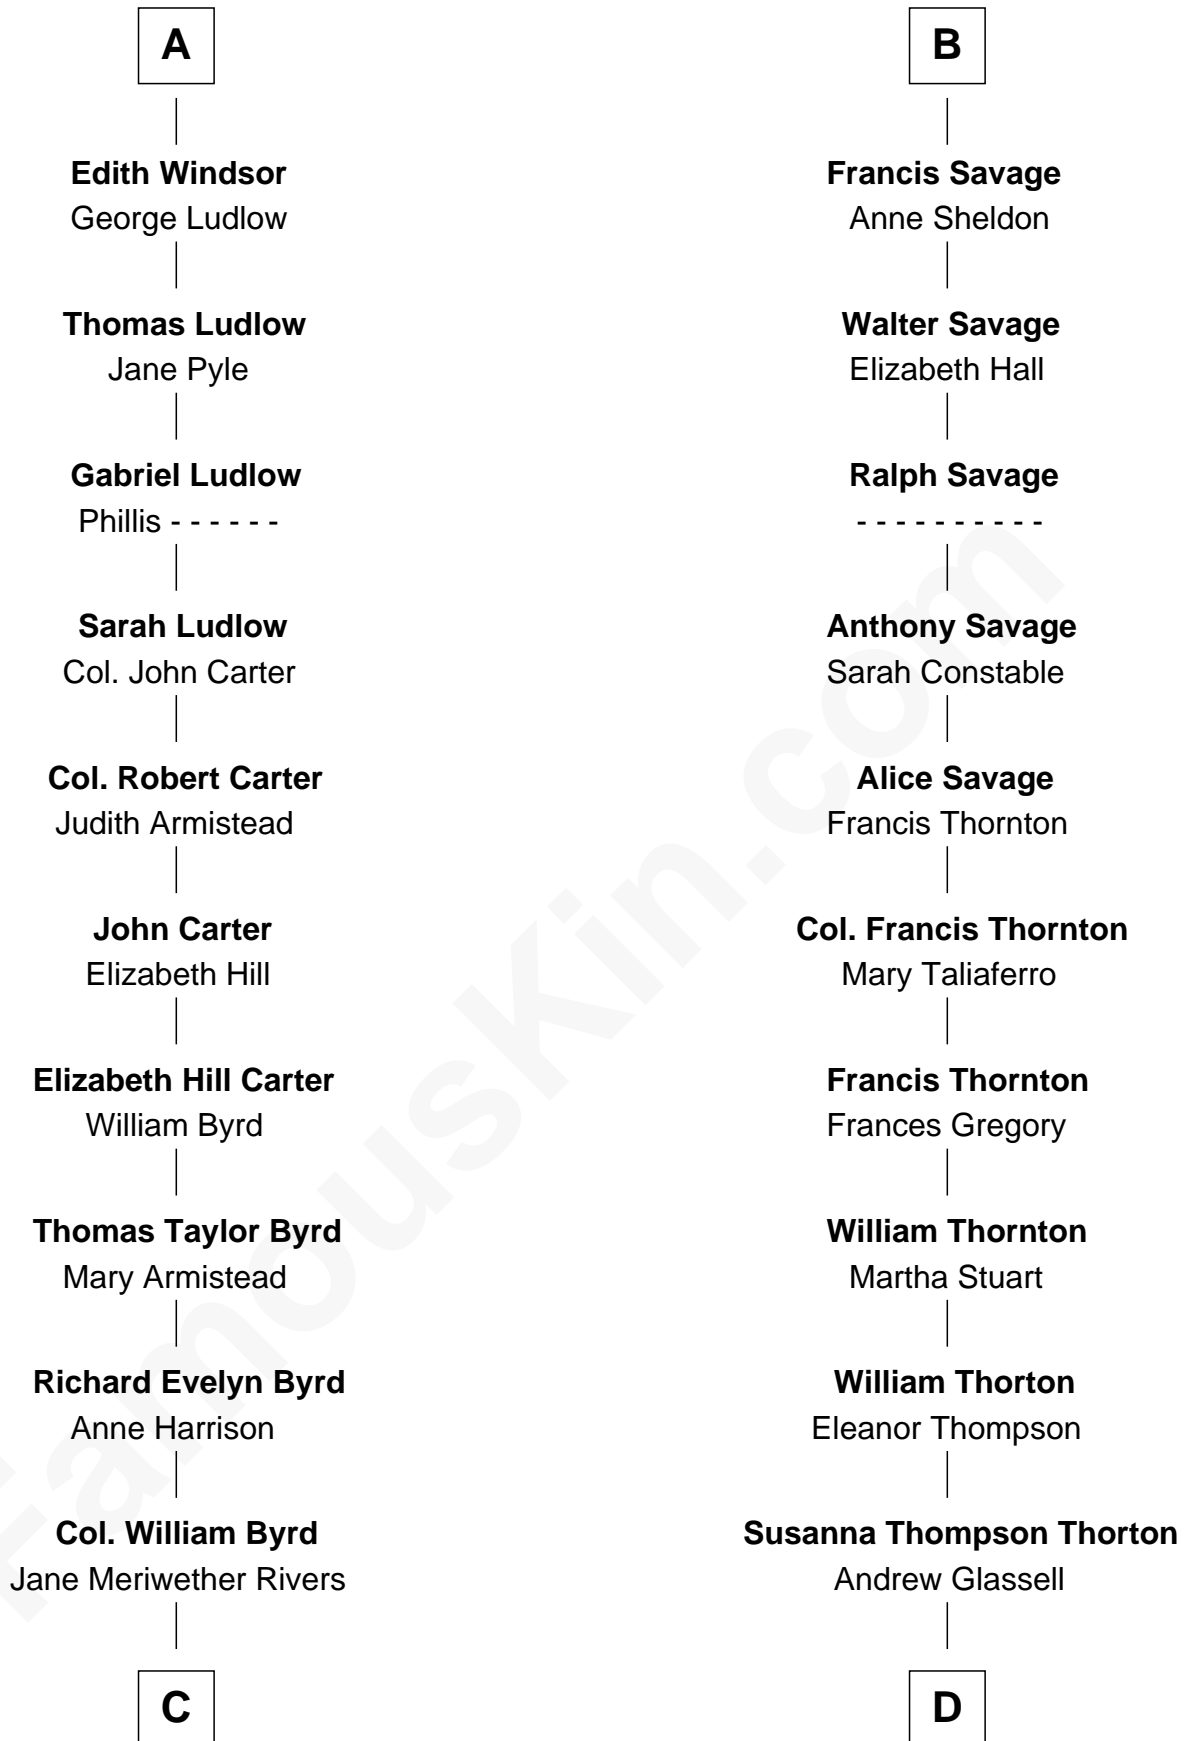 A
Edith Windsor
George Ludlow
Thomas Ludlow
Jane Pyle
Gabriel Ludlow
Phillis - - - - - -
Sarah Ludlow
Col. John Carter
Col. Robert Carter
Judith Armistead
John Carter
Elizabeth Hill
Elizabeth Hill Carter
William Byrd
Thomas Taylor Byrd
Mary Armistead
Richard Evelyn Byrd
Anne Harrison
Col. William Byrd
Jane Meriwether Rivers
C
B
Francis Savage
Anne Sheldon
Walter Savage
Elizabeth Hall
Ralph Savage
- - - - - - - - - -
Anthony Savage
Sarah Constable
Alice Savage
Francis Thornton
Col. Francis Thornton
Mary Taliaferro
Francis Thornton
Frances Gregory
William Thornton
Martha Stuart
William Thorton
Eleanor Thompson
Susanna Thompson Thorton
Andrew Glassell
D
FamousKin.com